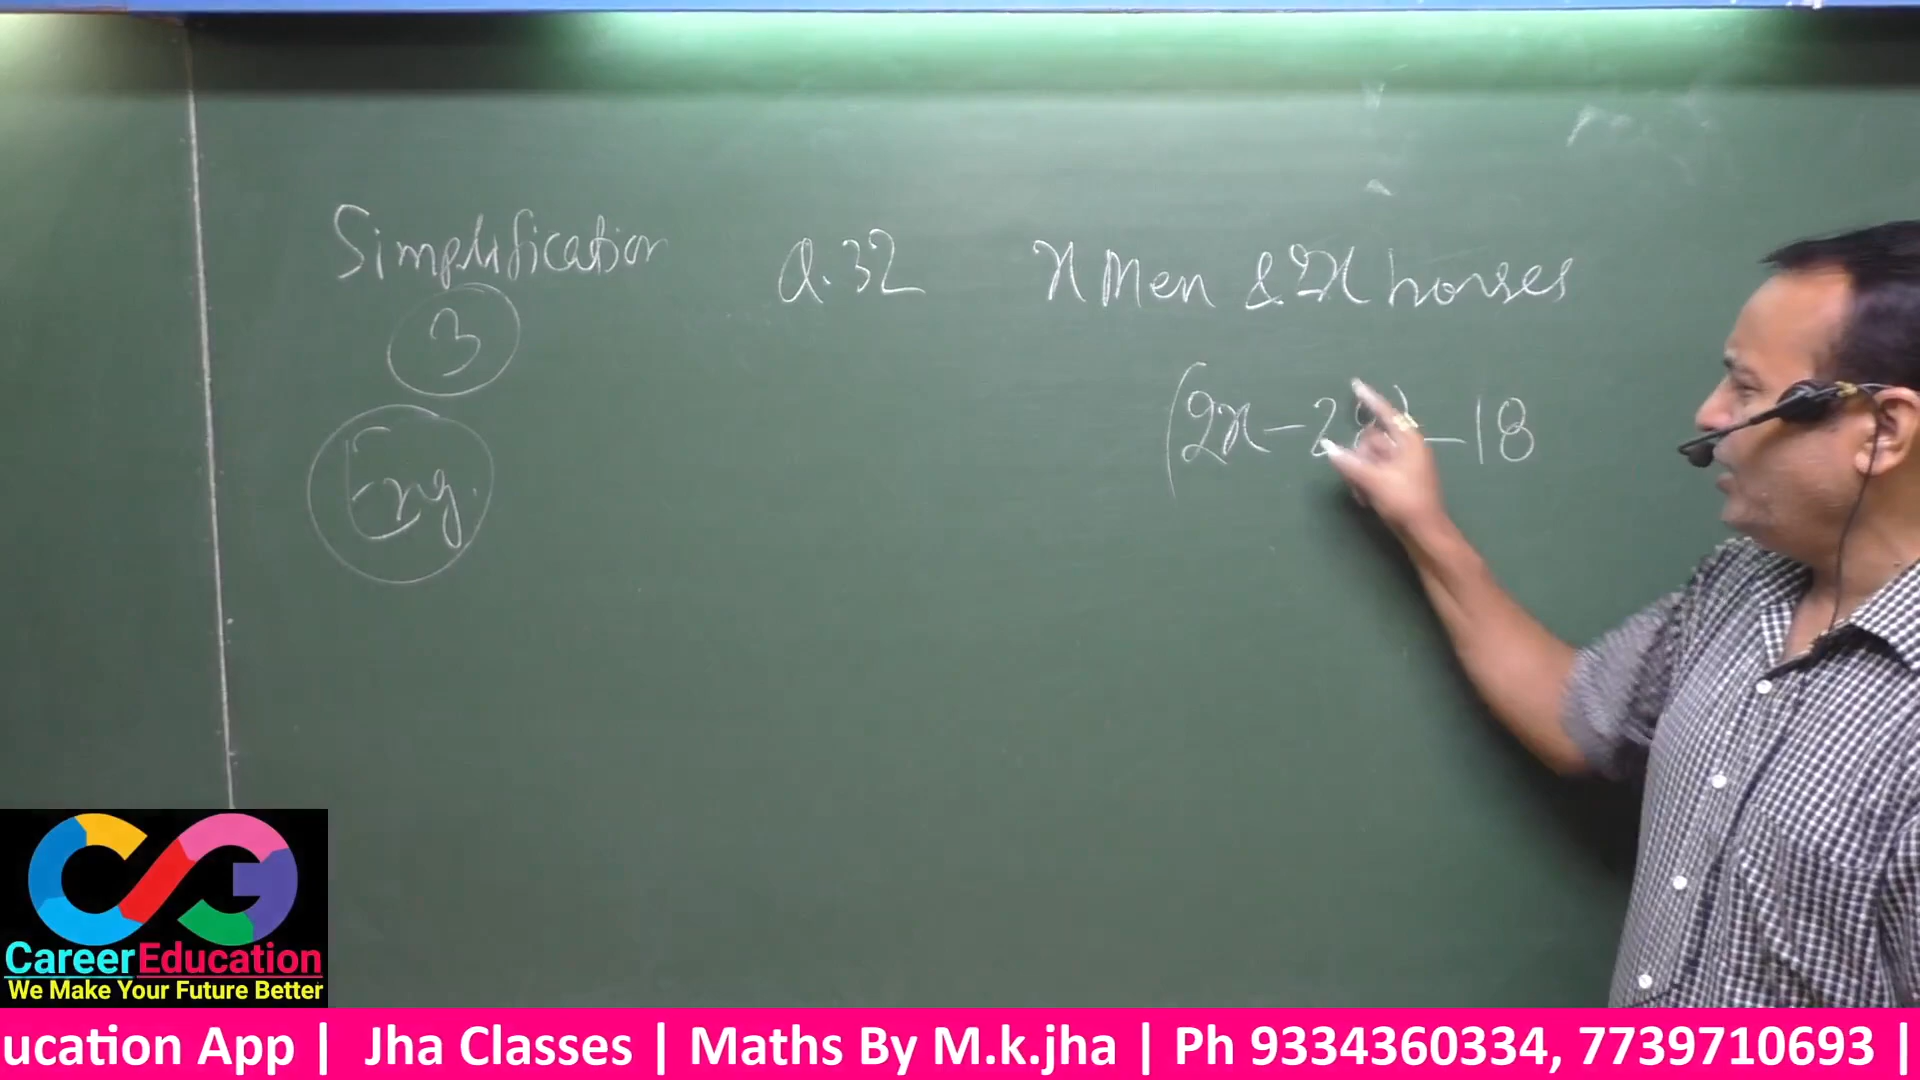 Simplification
3
Eng.
Q.32 x Men & 2x horses
(2x - 28) - 18
CareerEducation
We Make Your Future Better
ucation App | Jha Classes | Maths By M.k.jha | Ph 9334360334, 7739710693 |